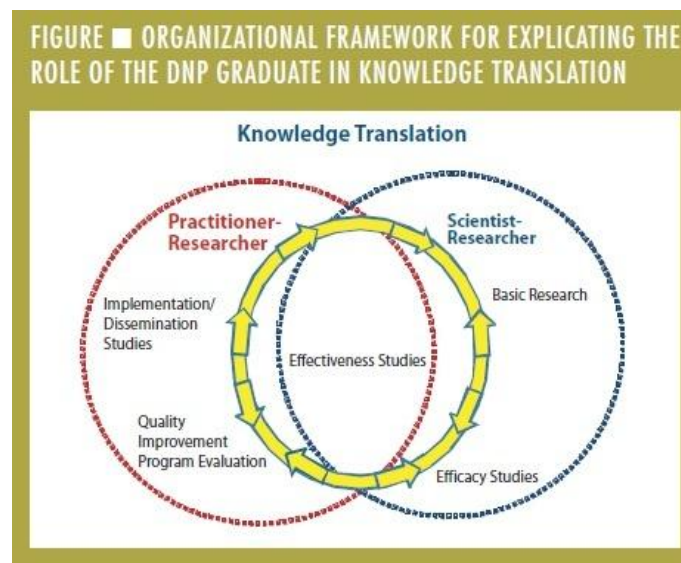 FIGURE ■ ORGANIZATIONAL FRAMEWORK FOR EXPLICATING THE
ROLE OF THE DNP GRADUATE IN KNOWLEDGE TRANSLATION
Knowledge Translation
Practitioner-
Researcher
Scientist-
Researcher
Implementation/
Dissemination
Studies
Basic Research
Effectiveness Studies
Quality
Improvement
Program Evaluation
Efficacy Studies